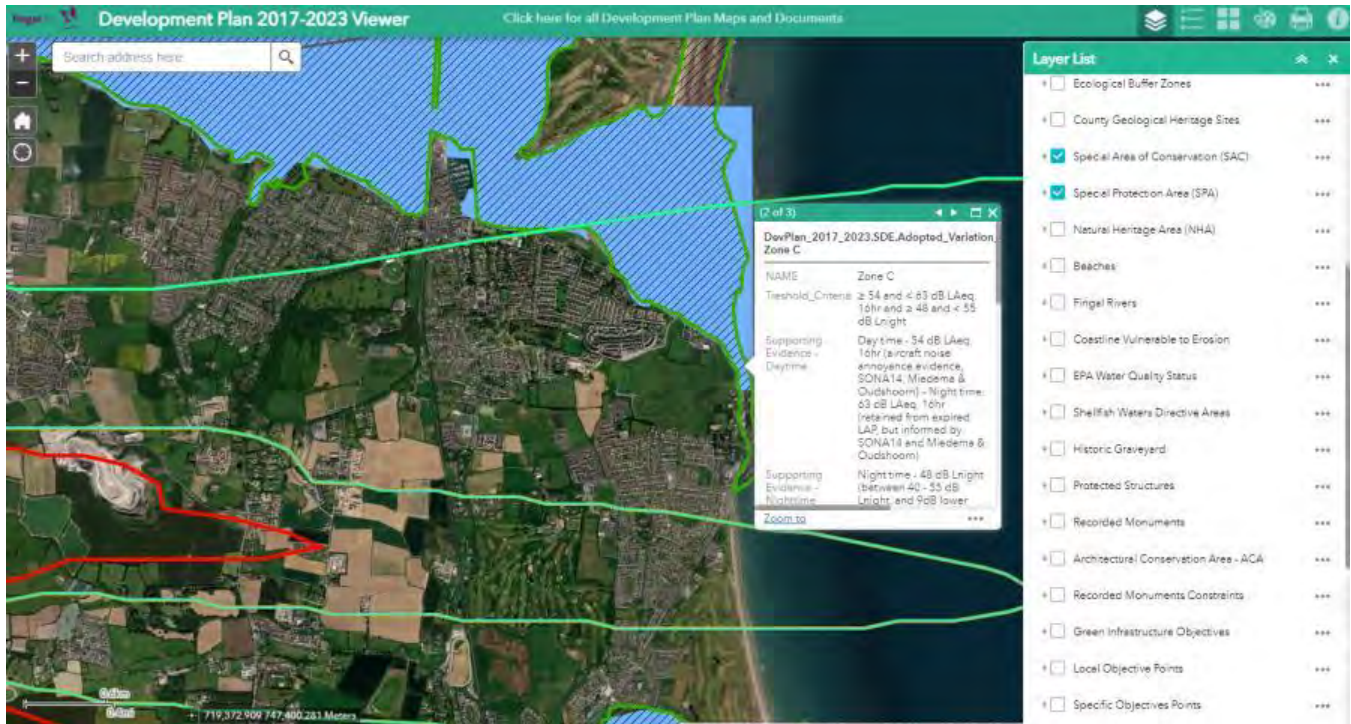 Fingal
Development Plan 2017-2023 Viewer
Click here for all Development Plan Maps and Documents
+
−
Search address here
Layer List
Ecological Buffer Zones
County Geological Heritage Sites
Special Area of Conservation (SAC)
Special Protection Area (SPA)
Natural Heritage Area (NHA)
Beaches
Fingal Rivers
Coastline Vulnerable to Erosion
EPA Water Quality Status
Shellfish Waters Directive Areas
Historic Graveyard
Protected Structures
Recorded Monuments
Architectural Conservation Area - ACA
Recorded Monuments Constraints
Green Infrastructure Objectives
Local Objective Points
Specific Objectives Points
(2 of 3)
DevPlan_2017_2023.SDE.Adopted_Variation_
Zone C
NAME Zone C
Treshold_Criteria ≥ 54 and < 63 dB LAeq,
16hr and ≥ 48 and < 55
dB Lnight
Supporting Day time - 54 dB LAeq,
Evidence - 16hr (aircraft noise
Daytime annoyance evidence,
SONA14, Miedema &
Oudshoorn) - Night time:
63 dB LAeq, 16hr
(retained from expired
LAP, but informed by
SONA14 and Miedema &
Oudshoorn)
Supporting Night time - 48 dB Lnight
Evidence - (between 40 - 55 dB
Nighttime Lnight, and 9dB lower
Zoom to
0.6km
0.4mi
719,372.909 747,400.281 Meters